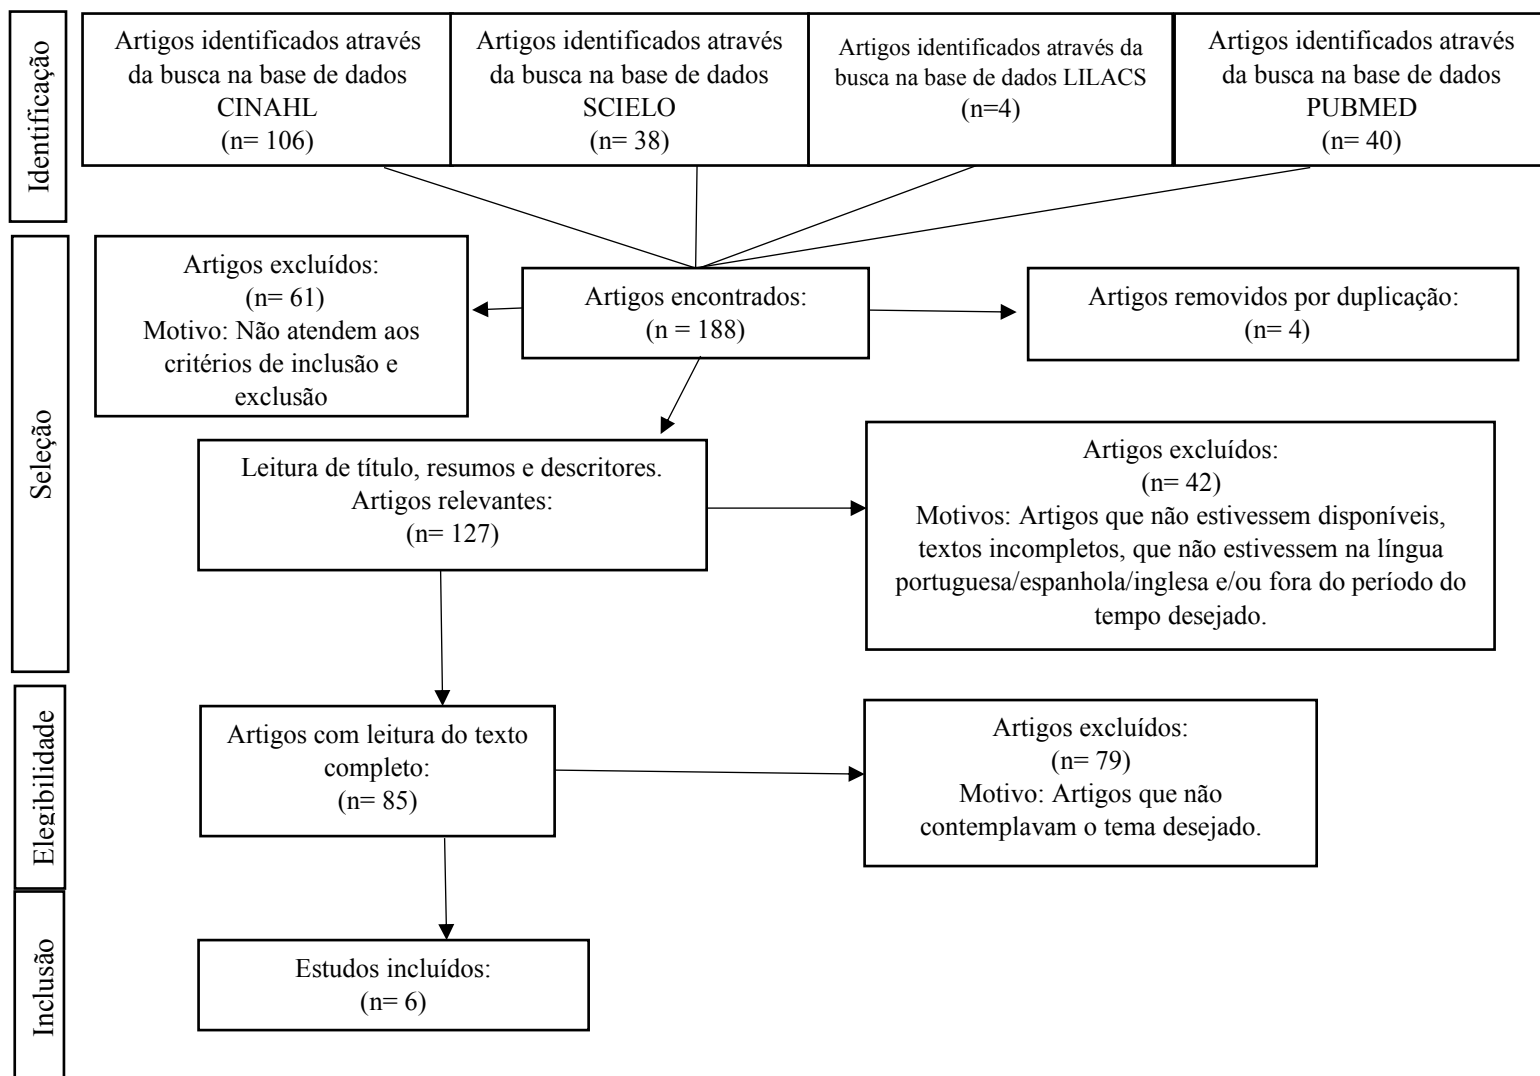 Identificação
Artigos identificados através
da busca na base de dados
CINAHL
(n= 106)
Artigos identificados através
da busca na base de dados
SCIELO
(n= 38)
Artigos identificados através da
busca na base de dados LILACS
(n=4)
Artigos identificados através
da busca na base de dados
PUBMED
(n= 40)
Seleção
Artigos excluídos:
(n= 61)
Motivo: Não atendem aos
critérios de inclusão e
exclusão
Artigos encontrados:
(n = 188)
Artigos removidos por duplicação:
(n= 4)
Leitura de título, resumos e descritores.
Artigos relevantes:
(n= 127)
Artigos excluídos:
(n= 42)
Motivos: Artigos que não estivessem disponíveis,
textos incompletos, que não estivessem na língua
portuguesa/espanhola/inglesa e/ou fora do período do
tempo desejado.
Elegibilidade
Artigos com leitura do texto
completo:
(n= 85)
Artigos excluídos:
(n= 79)
Motivo: Artigos que não
contemplavam o tema desejado.
Inclusão
Estudos incluídos:
(n= 6)